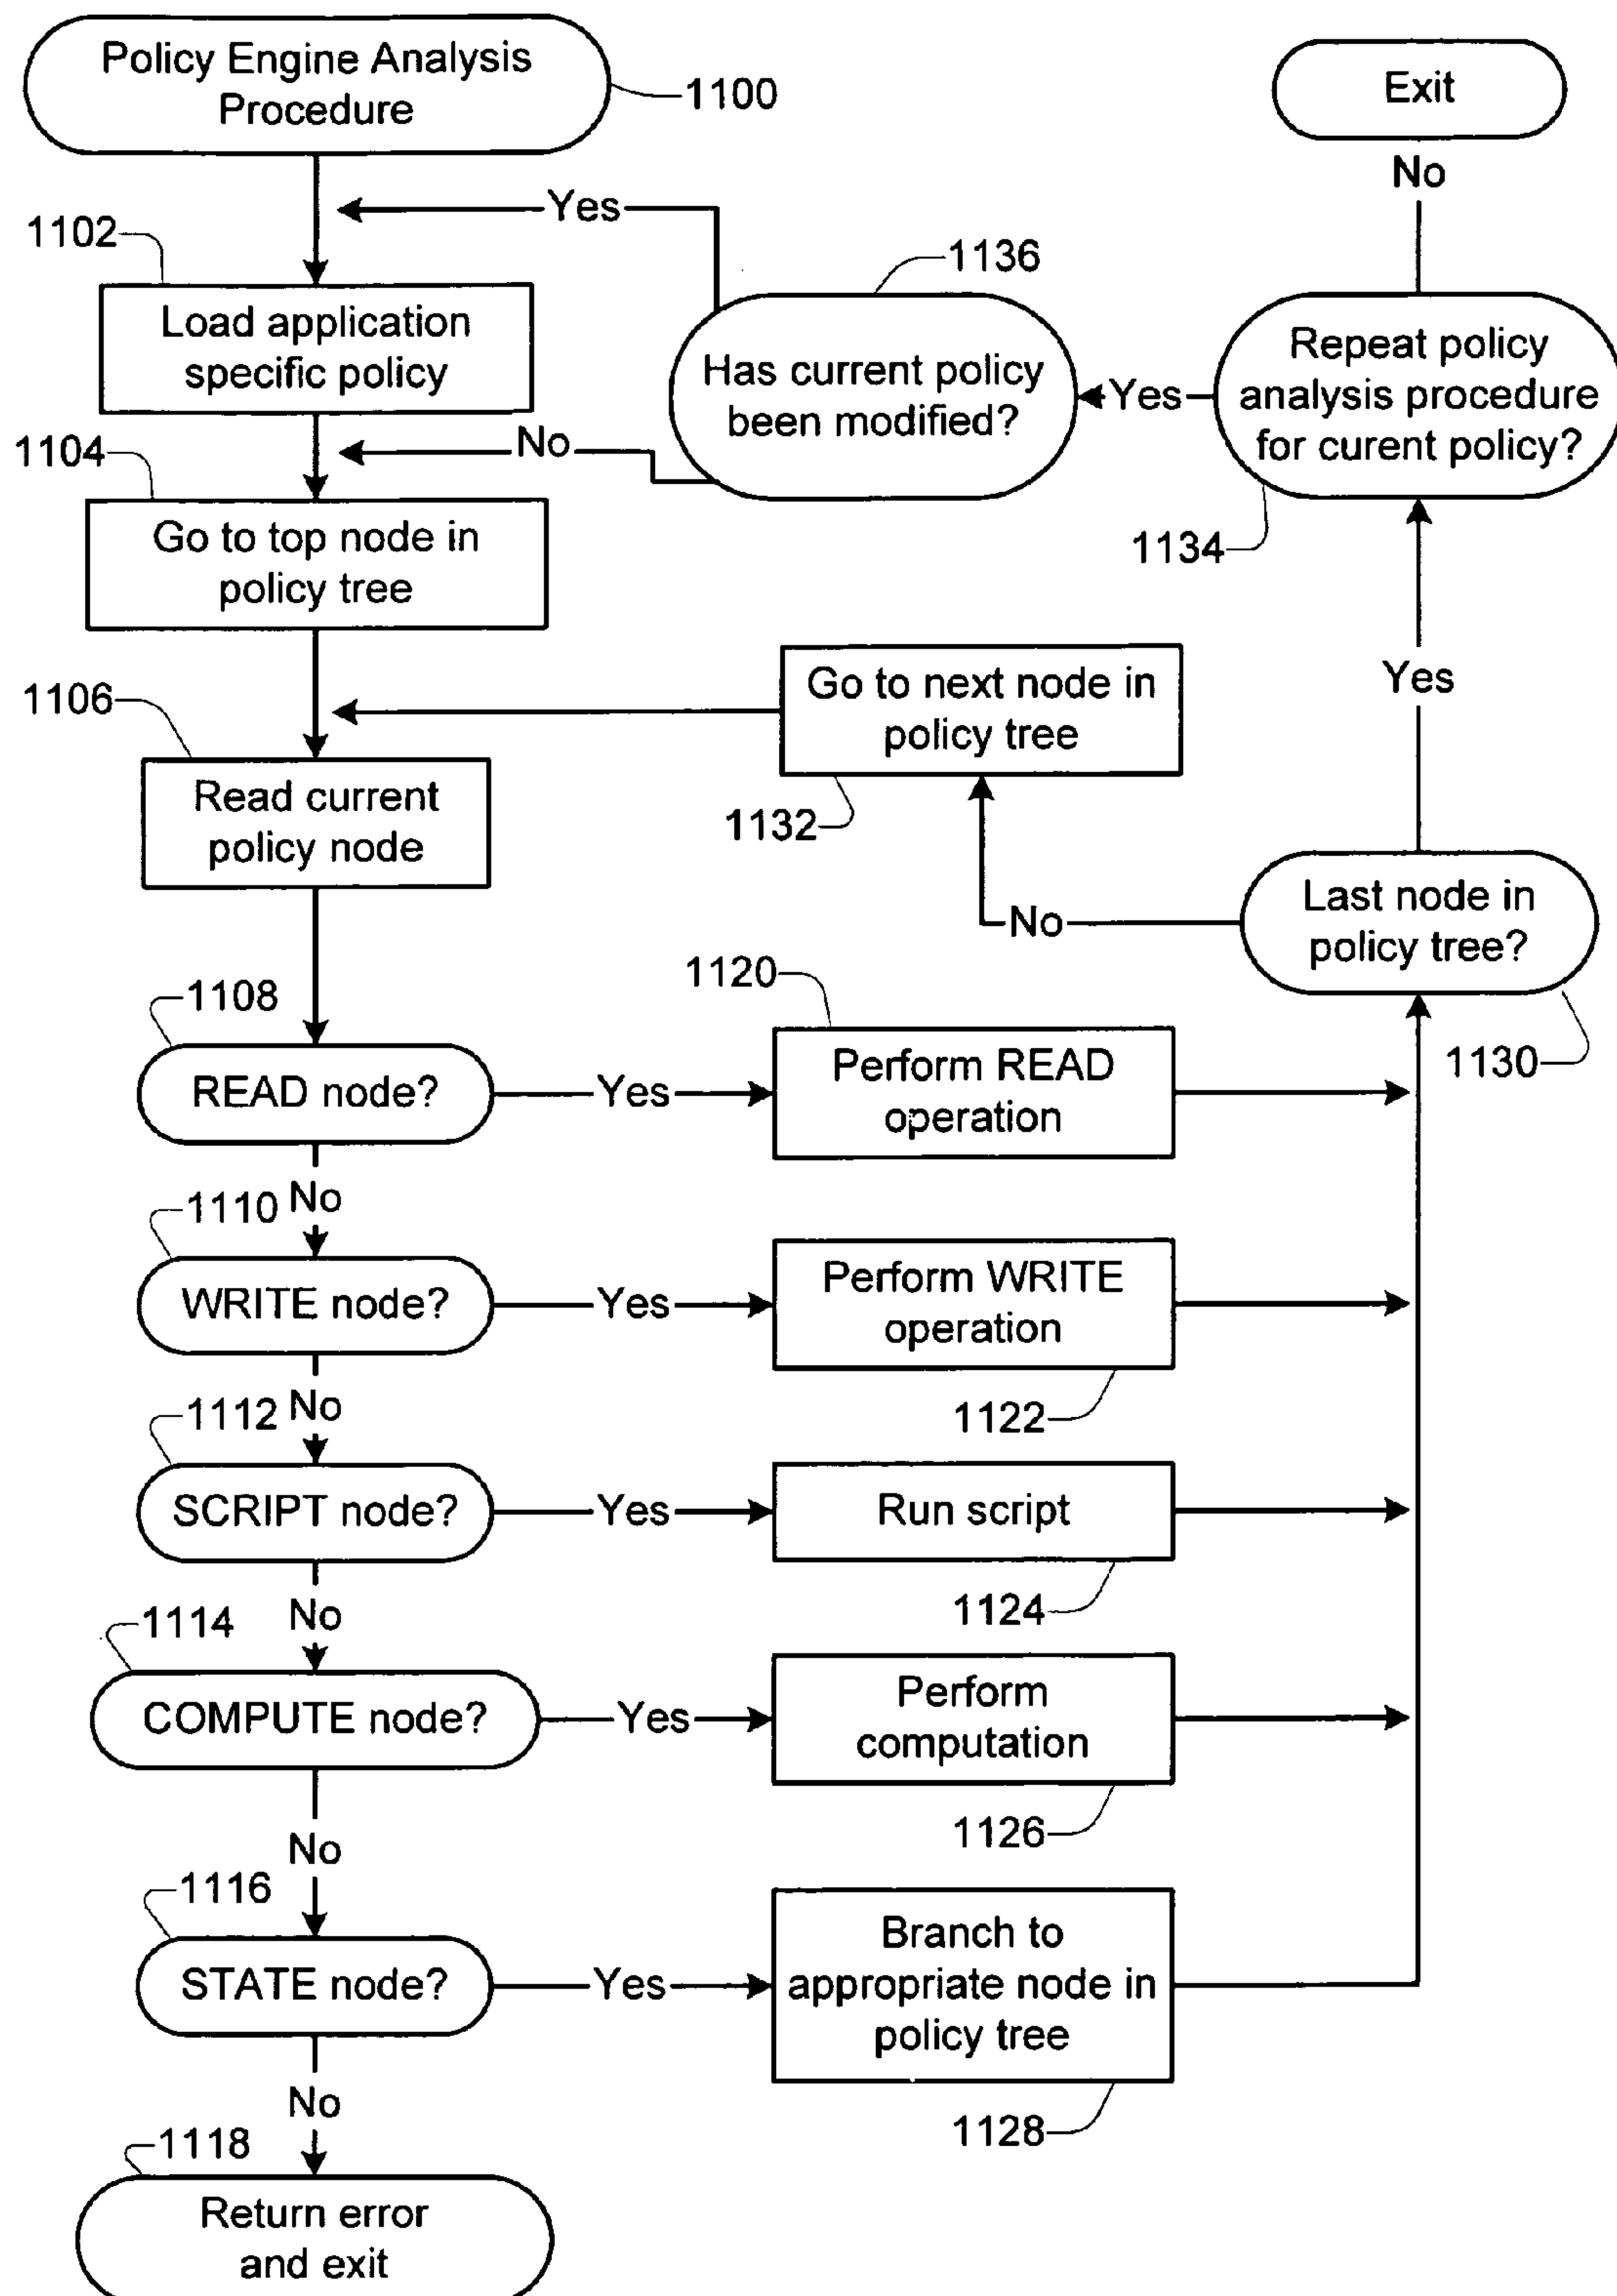 Policy Engine Analysis
Procedure
1100
Exit
No
Yes
1102
1136
Load application
specific policy
Has current policy
been modified?
Yes
Repeat policy
analysis procedure
for curent policy?
No
1104
1134
Go to top node in
policy tree
Yes
1106
Go to next node in
policy tree
1132
Read current
policy node
Last node in
policy tree?
No
1130
1120
1108
READ node?
Yes
Perform READ
operation
No
1110
WRITE node?
Yes
Perform WRITE
operation
1122
No
1112
SCRIPT node?
Yes
Run script
1124
No
1114
COMPUTE node?
Yes
Perform
computation
1126
No
1116
STATE node?
Yes
Branch to
appropriate node in
policy tree
1128
No
1118
Return error
and exit